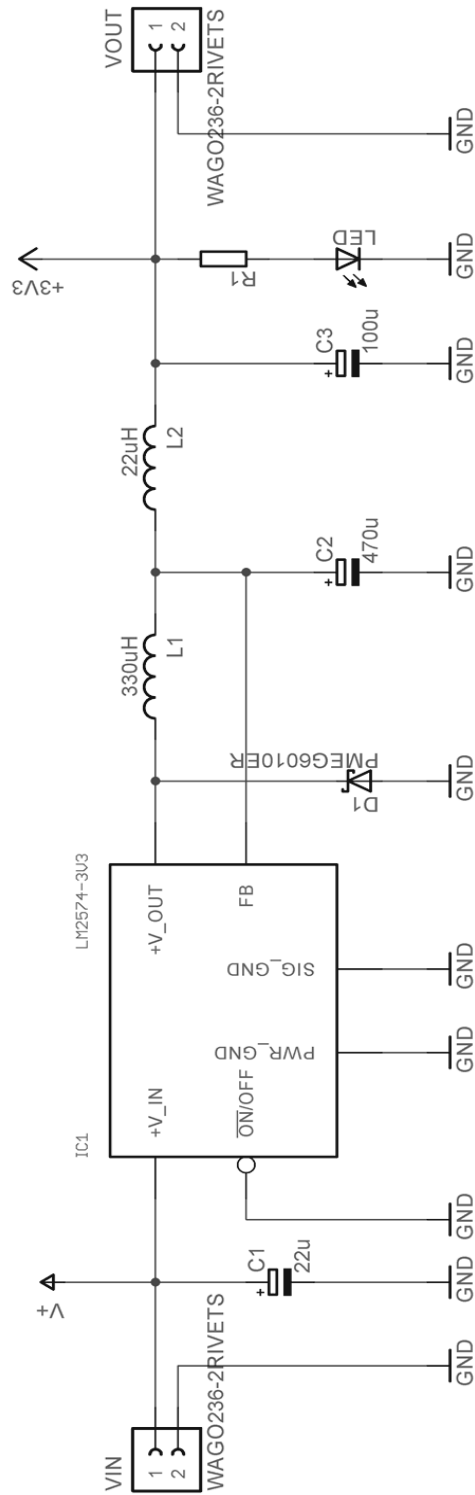 VIN
1
2
WAGO236-2RIVETS
V+
C1
+
22u
GND
GND
GND
IC1
LM2574-3V3
+V_IN
+V_OUT
ON/OFF
FB
PWR_GND
SIG_GND
GND
GND
D1
PMEG6010ER
GND
330uH
L1
C2
+
470u
GND
22uH
L2
C3
+
100u
GND
+3V3
R1
LED
GND
VOUT
1
2
WAGO236-2RIVETS
GND